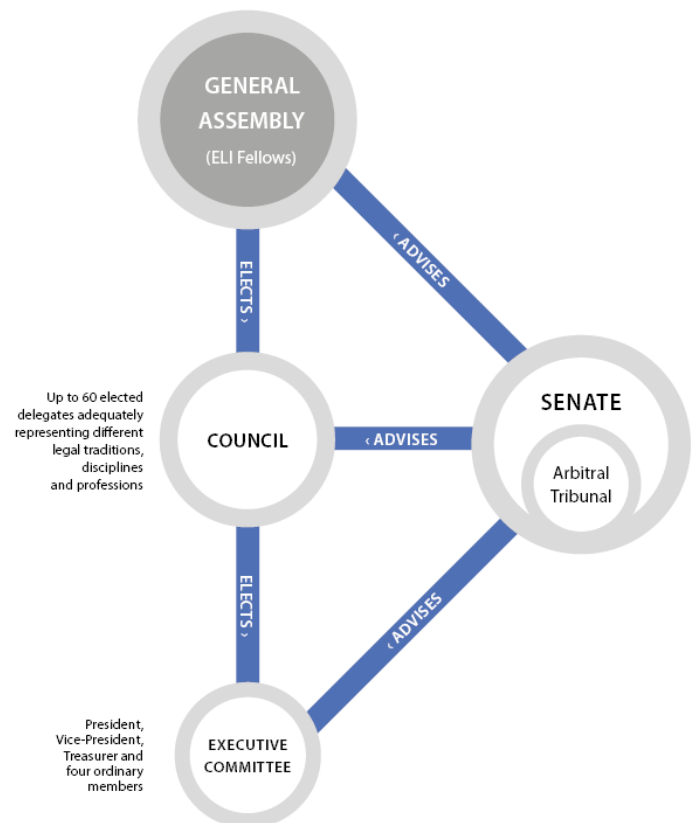 GENERAL
ASSEMBLY
(ELI Fellows)
‹ ADVISES
ELECTS ›
Up to 60 elected
delegates adequately
representing different
legal traditions,
disciplines
and professions
COUNCIL
‹ ADVISES
SENATE
Arbitral
Tribunal
ELECTS ›
‹ ADVISES
President,
Vice-President,
Treasurer and
four ordinary
members
EXECUTIVE
COMMITTEE